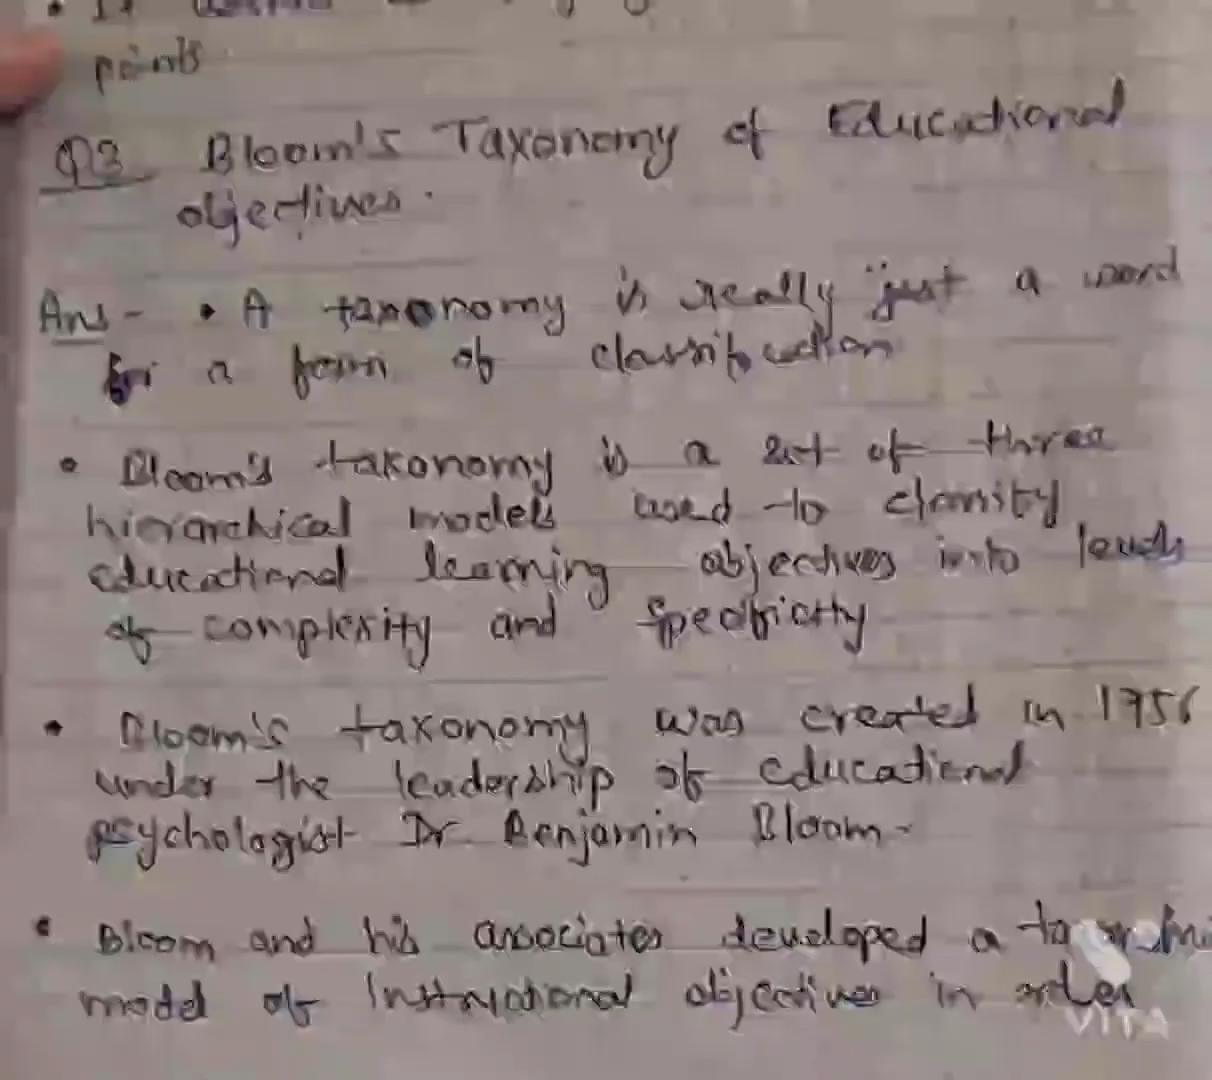 points
Q3 Bloom's Taxonomy of Educational
objectives.
Ans- • A taxonomy is really just a word
for a form of classification
• Bloom's taxonomy is a set of three
hierarchical models used to classify
educational learning objectives into levels
of complexity and specificity
• Bloom's taxonomy was created in 1956
under the leadership of educational
psychologist Dr Benjamin Bloom-
• Bloom and his associates developed a
model of Instructional objectives in order
VITA